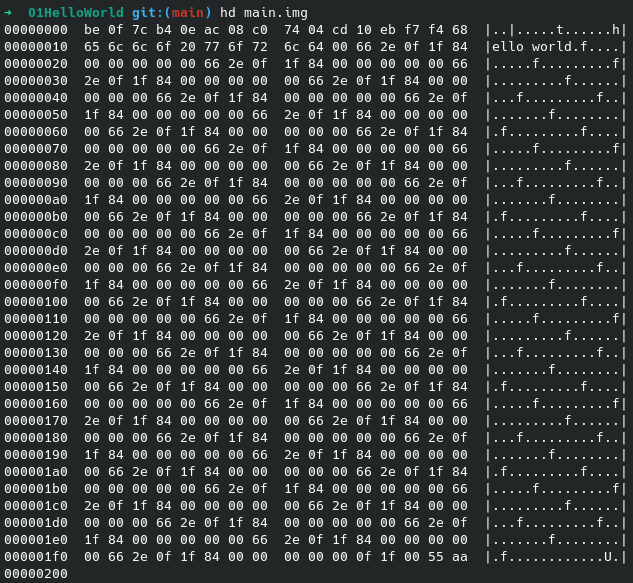 ➜  01HelloWorld git:(main) hd main.img
00000000  be 0f 7c b4 0e ac 08 c0  74 04 cd 10 eb f7 f4 68  |..|.....t......h|
00000010  65 6c 6c 6f 20 77 6f 72  6c 64 00 66 2e 0f 1f 84  |ello world.f....|
00000020  00 00 00 00 00 66 2e 0f  1f 84 00 00 00 00 00 66  |.....f.........f|
00000030  2e 0f 1f 84 00 00 00 00  00 66 2e 0f 1f 84 00 00  |.........f......|
00000040  00 00 00 66 2e 0f 1f 84  00 00 00 00 00 66 2e 0f  |...f.........f..|
00000050  1f 84 00 00 00 00 00 66  2e 0f 1f 84 00 00 00 00  |.......f........|
00000060  00 66 2e 0f 1f 84 00 00  00 00 00 66 2e 0f 1f 84  |.f.........f....|
00000070  00 00 00 00 00 66 2e 0f  1f 84 00 00 00 00 00 66  |.....f.........f|
00000080  2e 0f 1f 84 00 00 00 00  00 66 2e 0f 1f 84 00 00  |.........f......|
00000090  00 00 00 66 2e 0f 1f 84  00 00 00 00 00 66 2e 0f  |...f.........f..|
000000a0  1f 84 00 00 00 00 00 66  2e 0f 1f 84 00 00 00 00  |.......f........|
000000b0  00 66 2e 0f 1f 84 00 00  00 00 00 66 2e 0f 1f 84  |.f.........f....|
000000c0  00 00 00 00 00 66 2e 0f  1f 84 00 00 00 00 00 66  |.....f.........f|
000000d0  2e 0f 1f 84 00 00 00 00  00 66 2e 0f 1f 84 00 00  |.........f......|
000000e0  00 00 00 66 2e 0f 1f 84  00 00 00 00 00 66 2e 0f  |...f.........f..|
000000f0  1f 84 00 00 00 00 00 66  2e 0f 1f 84 00 00 00 00  |.......f........|
00000100  00 66 2e 0f 1f 84 00 00  00 00 00 66 2e 0f 1f 84  |.f.........f....|
00000110  00 00 00 00 00 66 2e 0f  1f 84 00 00 00 00 00 66  |.....f.........f|
00000120  2e 0f 1f 84 00 00 00 00  00 66 2e 0f 1f 84 00 00  |.........f......|
00000130  00 00 00 66 2e 0f 1f 84  00 00 00 00 00 66 2e 0f  |...f.........f..|
00000140  1f 84 00 00 00 00 00 66  2e 0f 1f 84 00 00 00 00  |.......f........|
00000150  00 66 2e 0f 1f 84 00 00  00 00 00 66 2e 0f 1f 84  |.f.........f....|
00000160  00 00 00 00 00 66 2e 0f  1f 84 00 00 00 00 00 66  |.....f.........f|
00000170  2e 0f 1f 84 00 00 00 00  00 66 2e 0f 1f 84 00 00  |.........f......|
00000180  00 00 00 66 2e 0f 1f 84  00 00 00 00 00 66 2e 0f  |...f.........f..|
00000190  1f 84 00 00 00 00 00 66  2e 0f 1f 84 00 00 00 00  |.......f........|
000001a0  00 66 2e 0f 1f 84 00 00  00 00 00 66 2e 0f 1f 84  |.f.........f....|
000001b0  00 00 00 00 00 66 2e 0f  1f 84 00 00 00 00 00 66  |.....f.........f|
000001c0  2e 0f 1f 84 00 00 00 00  00 66 2e 0f 1f 84 00 00  |.........f......|
000001d0  00 00 00 66 2e 0f 1f 84  00 00 00 00 00 66 2e 0f  |...f.........f..|
000001e0  1f 84 00 00 00 00 00 66  2e 0f 1f 84 00 00 00 00  |.......f........|
000001f0  00 66 2e 0f 1f 84 00 00  00 00 00 0f 1f 00 55 aa  |.f............U.|
00000200